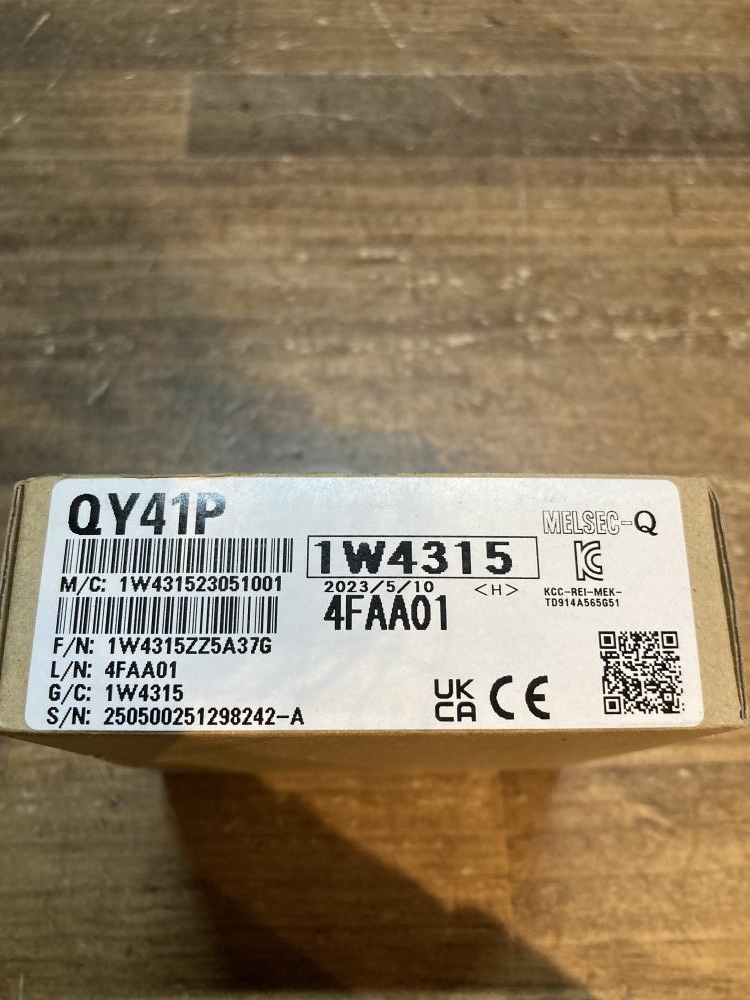 QY41P
M/C: 1W431523051001
F/N: 1W4315ZZ5A37G
L/N: 4FAA01
G/C: 1W4315
S/N: 250500251298242-A
1W4315
2023/5/10 <H>
4FAA01
MELSEC-Q
KCC-REI-MEK-
TD914A565G51
UK
CA CE